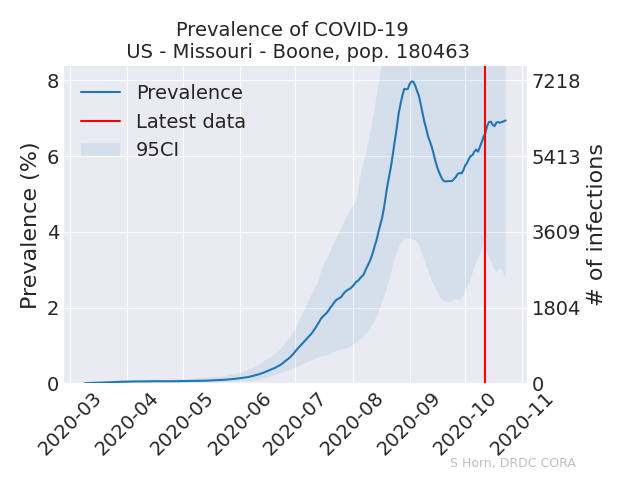 Prevalence of COVID-19
US - Missouri - Boone, pop. 180463
Prevalence
Latest data
95CI
Prevalence (%)
8
6
4
2
0
7218
5413
3609
1804
0
# of infections
2020-03
2020-04
2020-05
2020-06
2020-07
2020-08
2020-09
2020-10
2020-11
S Horn, DRDC CORA